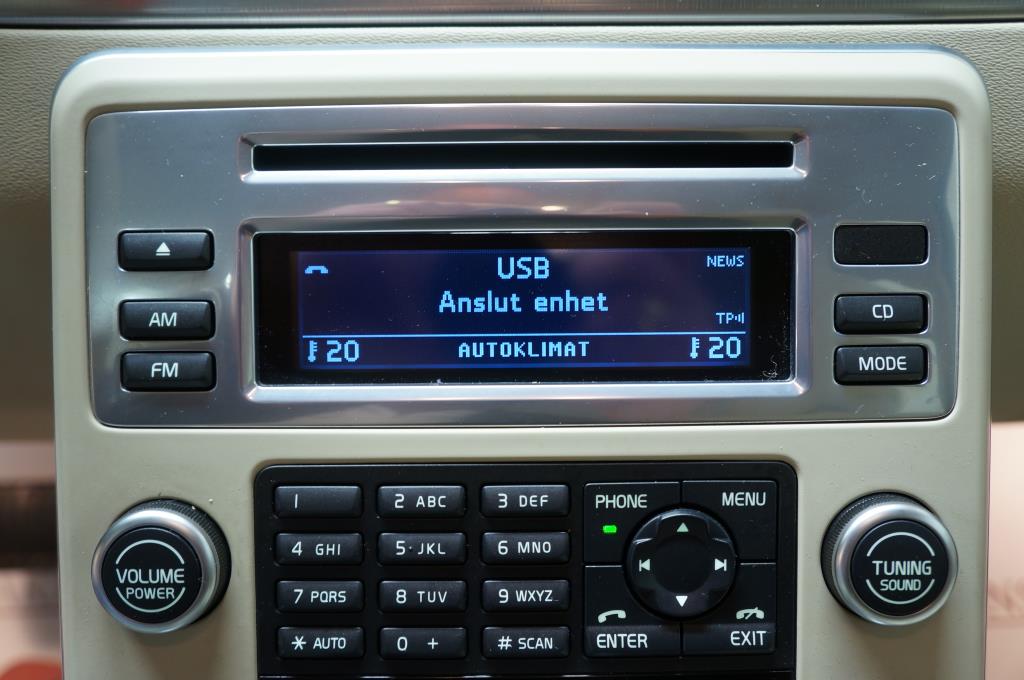 USB
NEWS
Anslut enhet
TP
20
AUTOKLIMAT
20
AM
FM
CD
MODE
1
2 ABC
3 DEF
PHONE
MENU
4 GHI
5 JKL
6 MNO
VOLUME
POWER
TUNING
SOUND
7 PQRS
8 TUV
9 WXYZ
* AUTO
0 +
# SCAN
ENTER
EXIT